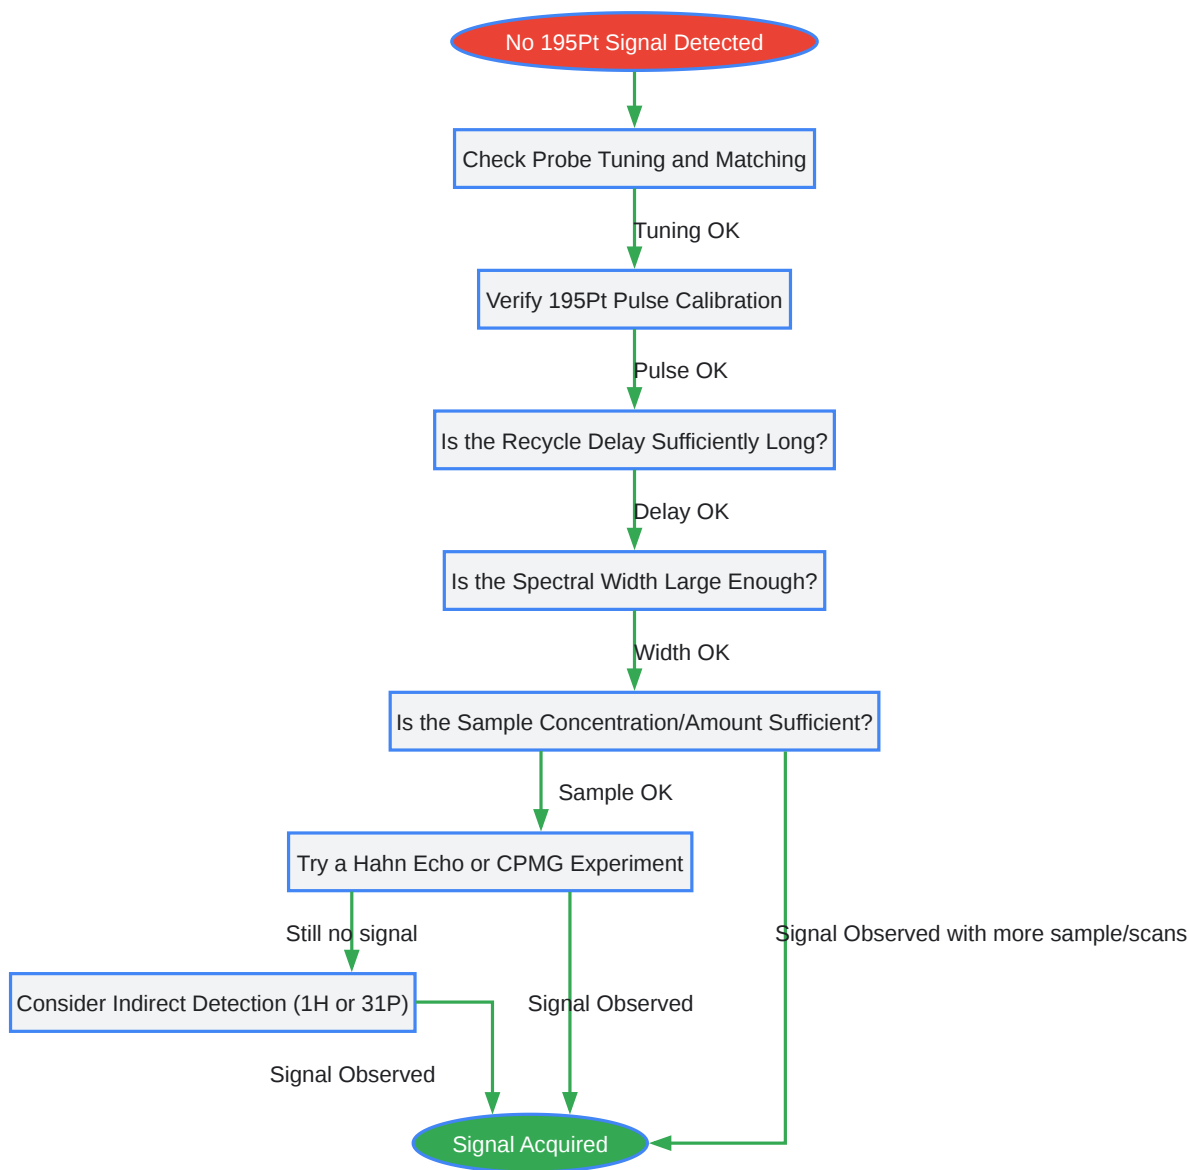 No 195Pt Signal Detected
Check Probe Tuning and Matching
Tuning OK
Verify 195Pt Pulse Calibration
Pulse OK
Is the Recycle Delay Sufficiently Long?
Delay OK
Is the Spectral Width Large Enough?
Width OK
Is the Sample Concentration/Amount Sufficient?
Sample OK
Try a Hahn Echo or CPMG Experiment
Still no signal
Signal Observed with more sample/scans
Consider Indirect Detection (1H or 31P)
Signal Observed
Signal Observed
Signal Acquired